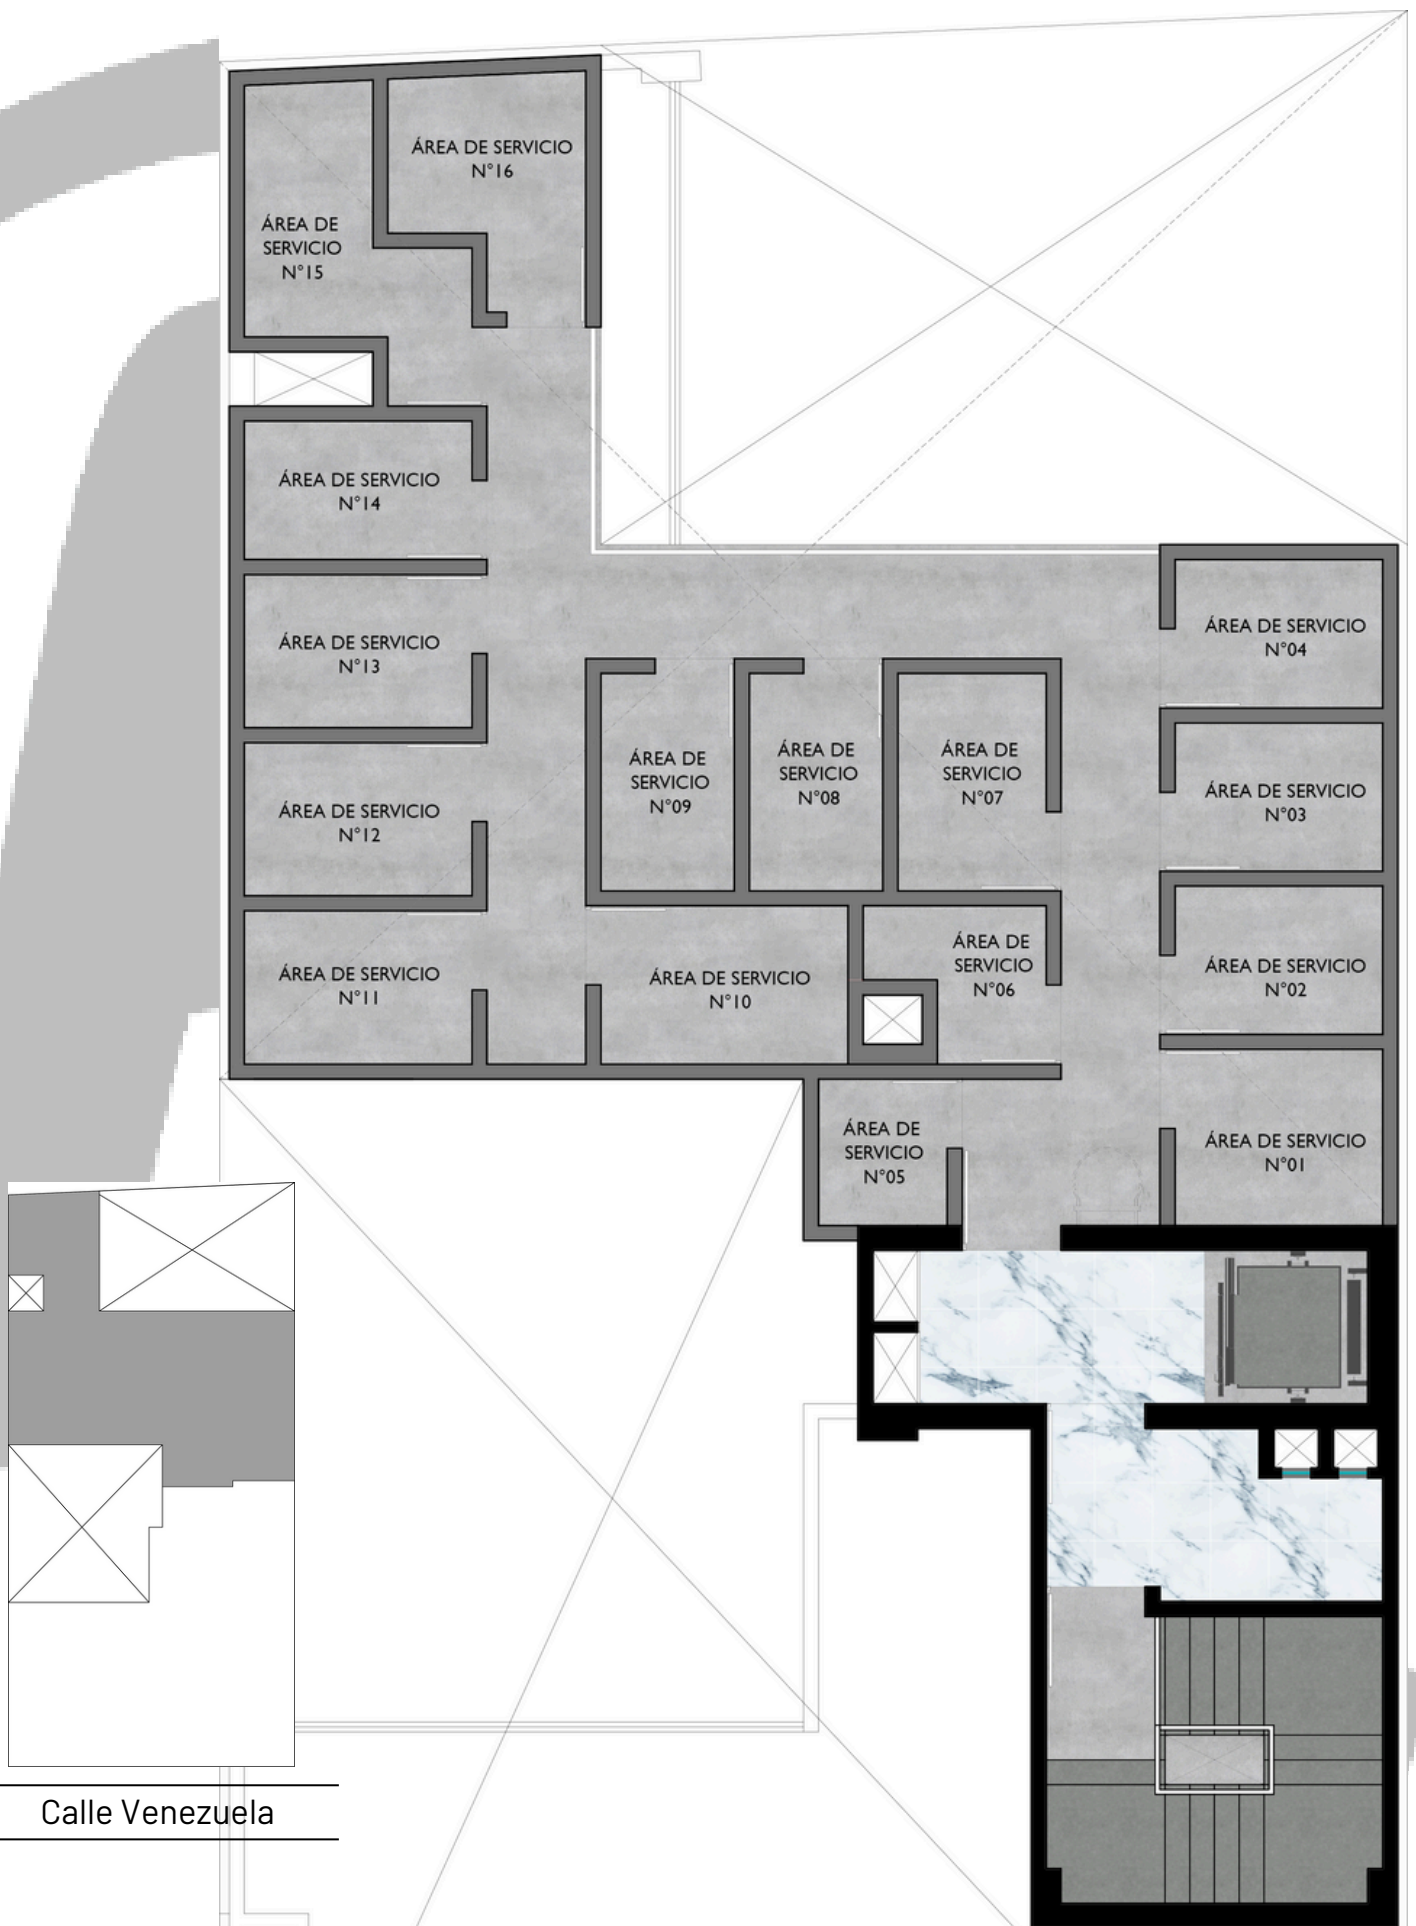 ÁREA DE SERVICIO
N°16
ÁREA DE
SERVICIO
N°15
ÁREA DE SERVICIO
N°14
ÁREA DE SERVICIO
N°13
ÁREA DE SERVICIO
N°04
ÁREA DE
SERVICIO
N°09
ÁREA DE
SERVICIO
N°08
ÁREA DE
SERVICIO
N°07
ÁREA DE SERVICIO
N°03
ÁREA DE SERVICIO
N°12
ÁREA DE SERVICIO
N°11
ÁREA DE SERVICIO
N°10
ÁREA DE
SERVICIO
N°06
ÁREA DE SERVICIO
N°02
ÁREA DE
SERVICIO
N°05
ÁREA DE SERVICIO
N°01
Calle Venezuela